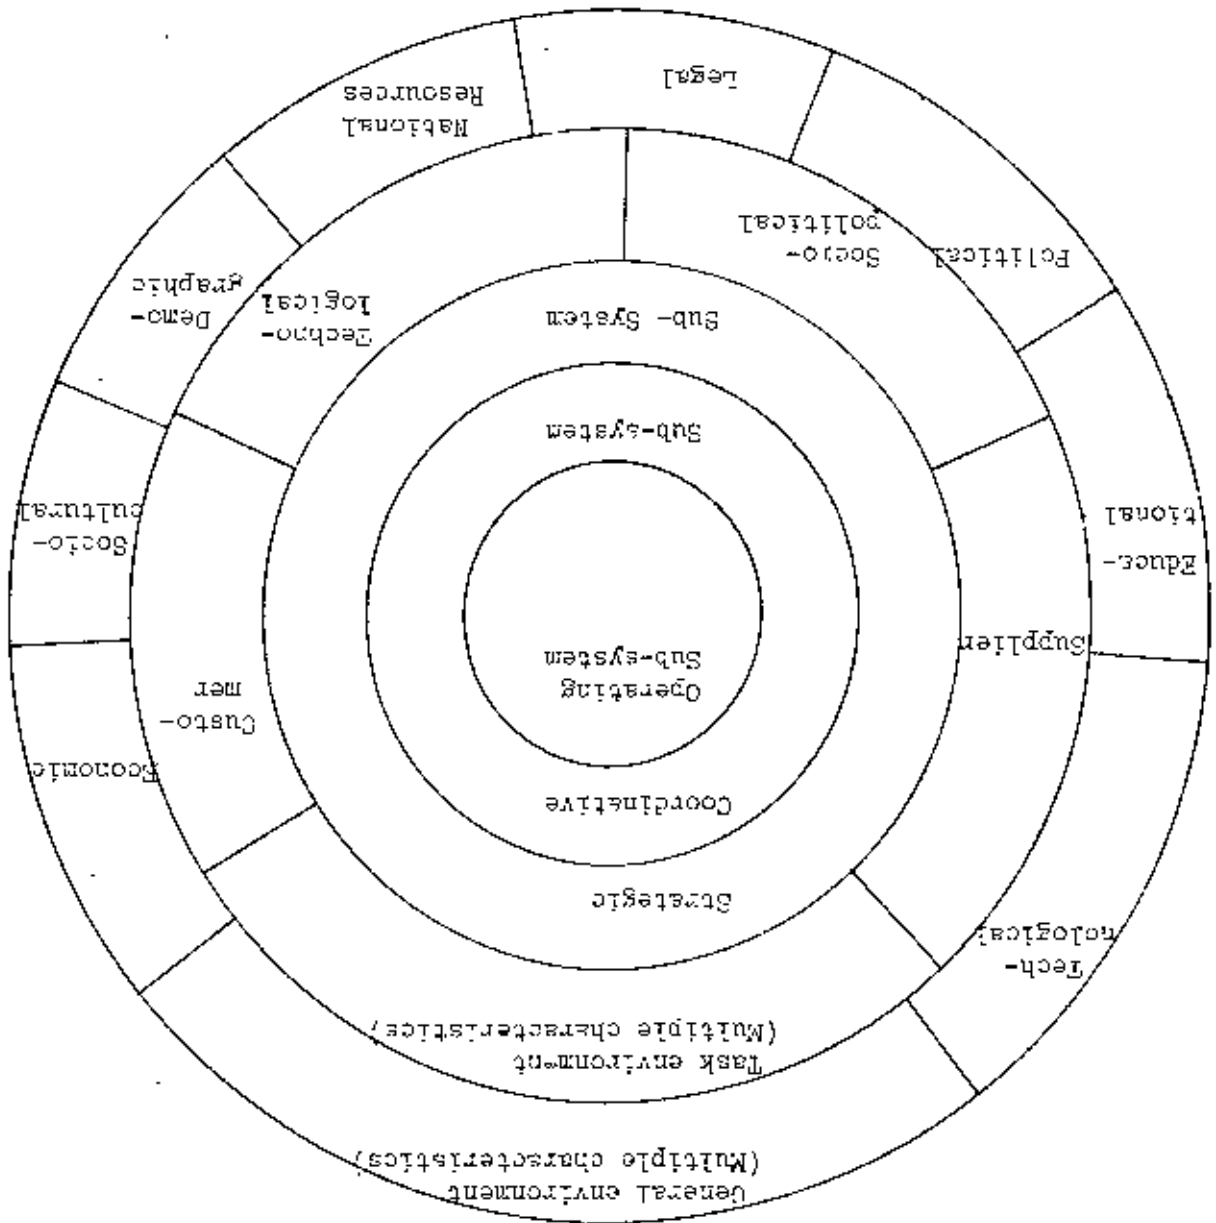 General environment
(Multiple characteristics)
Task environment
(Multiple characteristics)
Tech-
nological
Strategic
Coordinative
Economic
Custo-
mer
Operating
Sub-system
Supplier
Educa-
tional
Socio-
cultural
Sub-system
Sub- System
Techno-
logical
Demo-
graphic
Political
Socio-
political
National
Resources
Legal